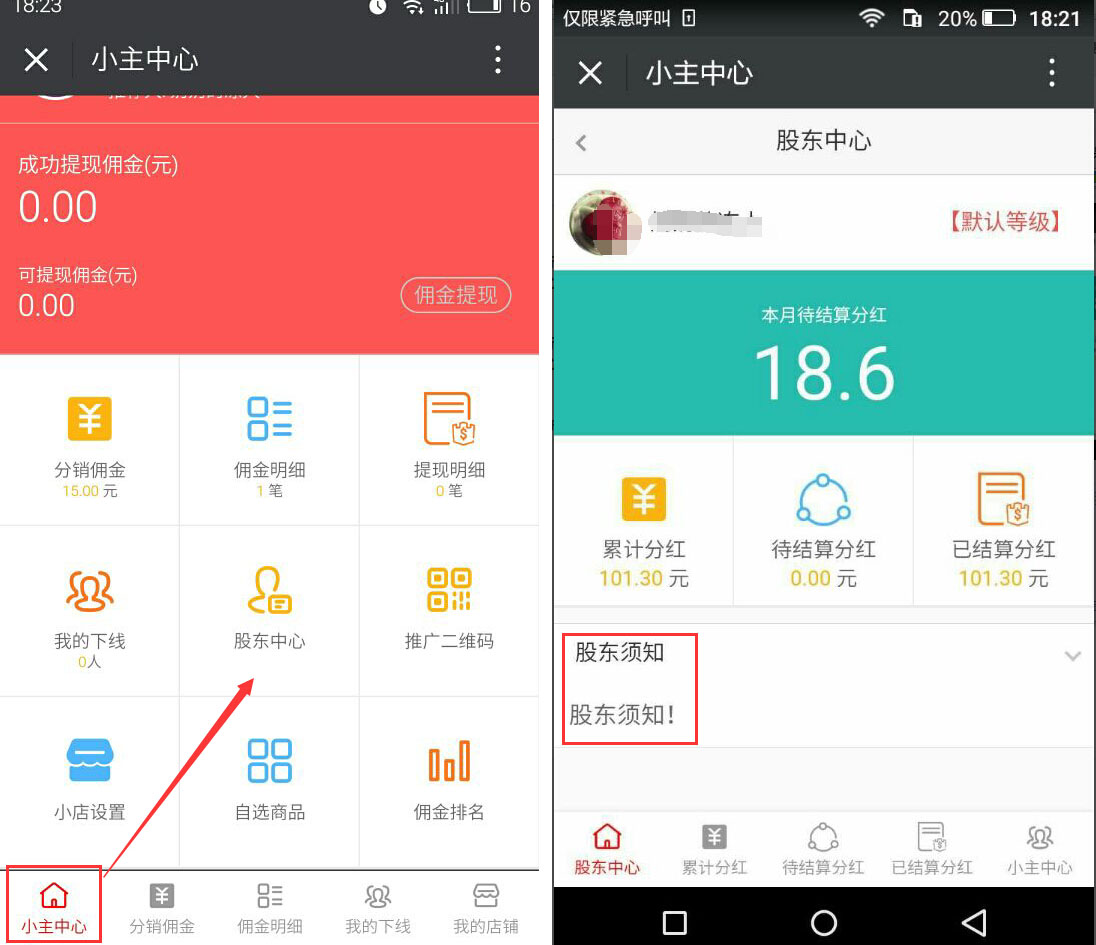 18:23
16
小主中心
成功提现佣金(元)
0.00
可提现佣金(元)
0.00
佣金提现
分销佣金
15.00 元
佣金明细
1 笔
提现明细
0 笔
我的下线
0人
股东中心
推广二维码
小店设置
自选商品
佣金排名
小主中心
分销佣金
佣金明细
我的下线
我的店铺
仅限紧急呼叫
20%
18:21
小主中心
股东中心
【默认等级】
本月待结算分红
18.6
累计分红
101.30 元
待结算分红
0.00 元
已结算分红
101.30 元
股东须知
股东须知!
股东中心
累计分红
待结算分红
已结算分红
小主中心